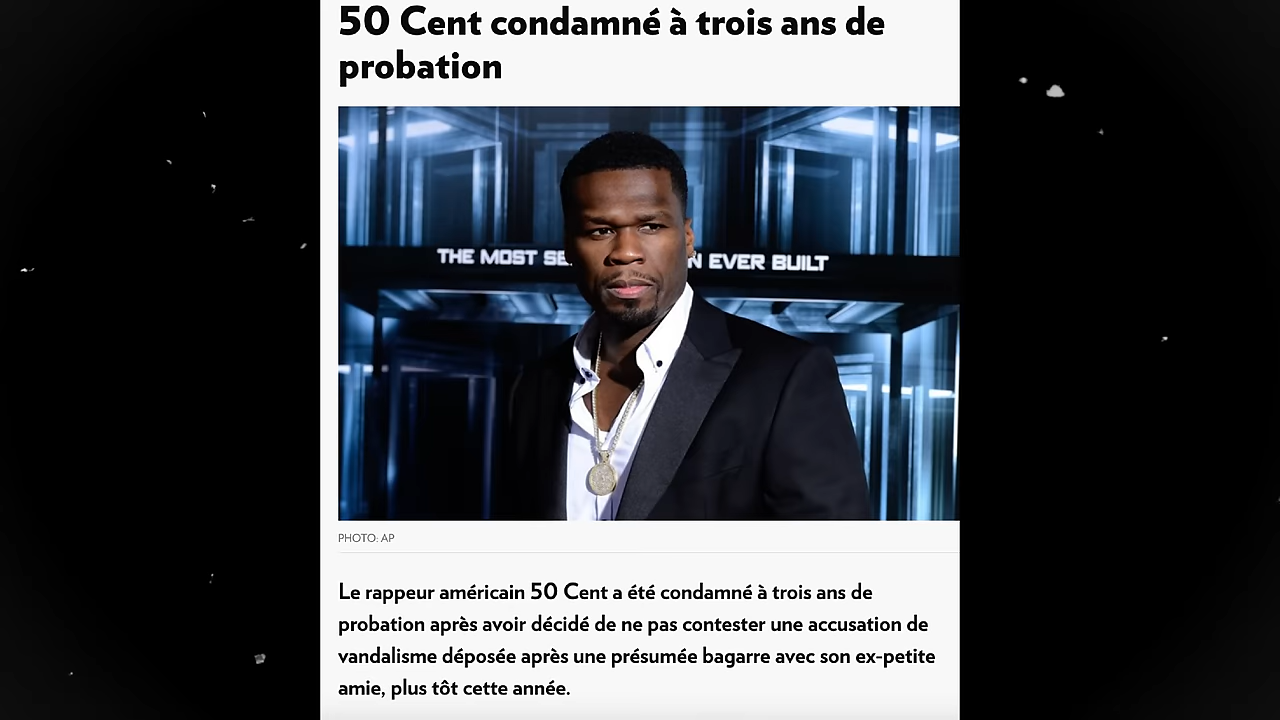 50 Cent condamné à trois ans de
probation
THE MOST SE
N EVER BUILT
PHOTO: AP
Le rappeur américain 50 Cent a été condamné à trois ans de
probation après avoir décidé de ne pas contester une accusation de
vandalisme déposée après une présumée bagarre avec son ex-petite
amie, plus tôt cette année.